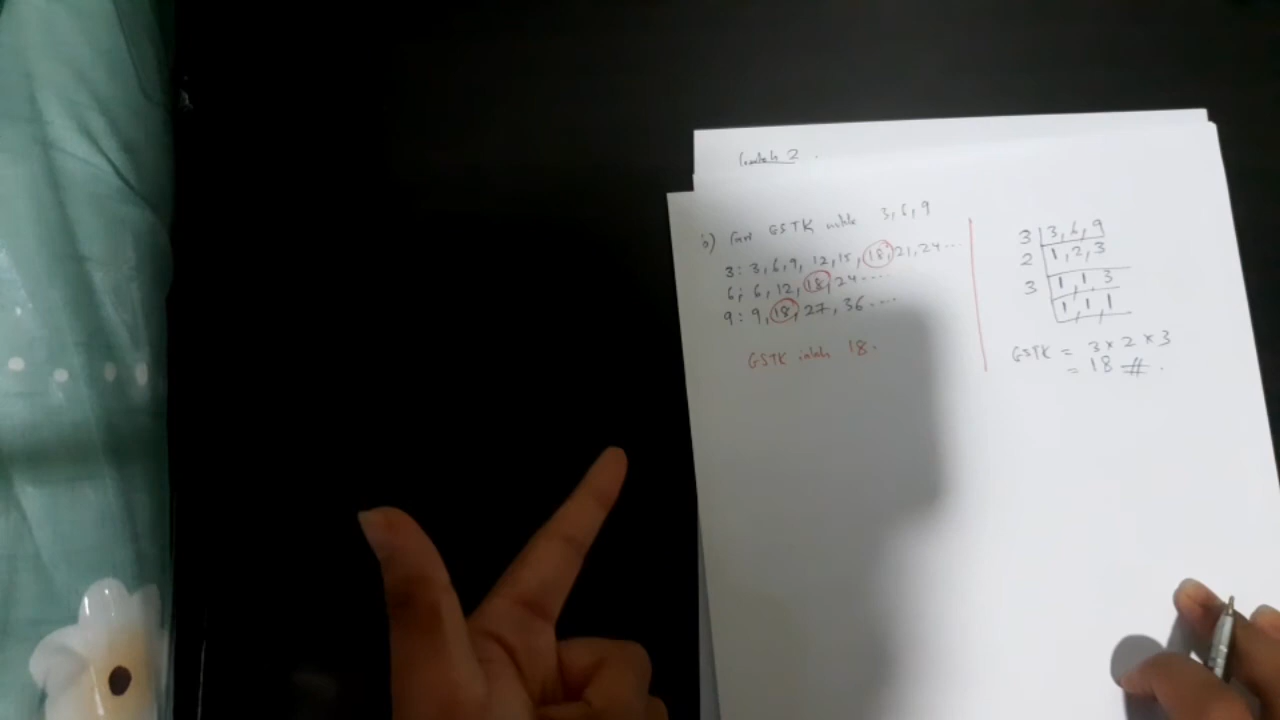 Contoh 2.
b) Cari GSTK untuk 3, 6, 9
3: 3, 6, 9, 12, 15, 18, 21, 24....
6: 6, 12, 18, 24....
9: 9, 18, 27, 36....
GSTK ialah 18.
3 3, 6, 9
2 1, 2, 3
3 1, 1, 3
1, 1, 1
GSTK = 3 × 2 × 3
= 18 #.